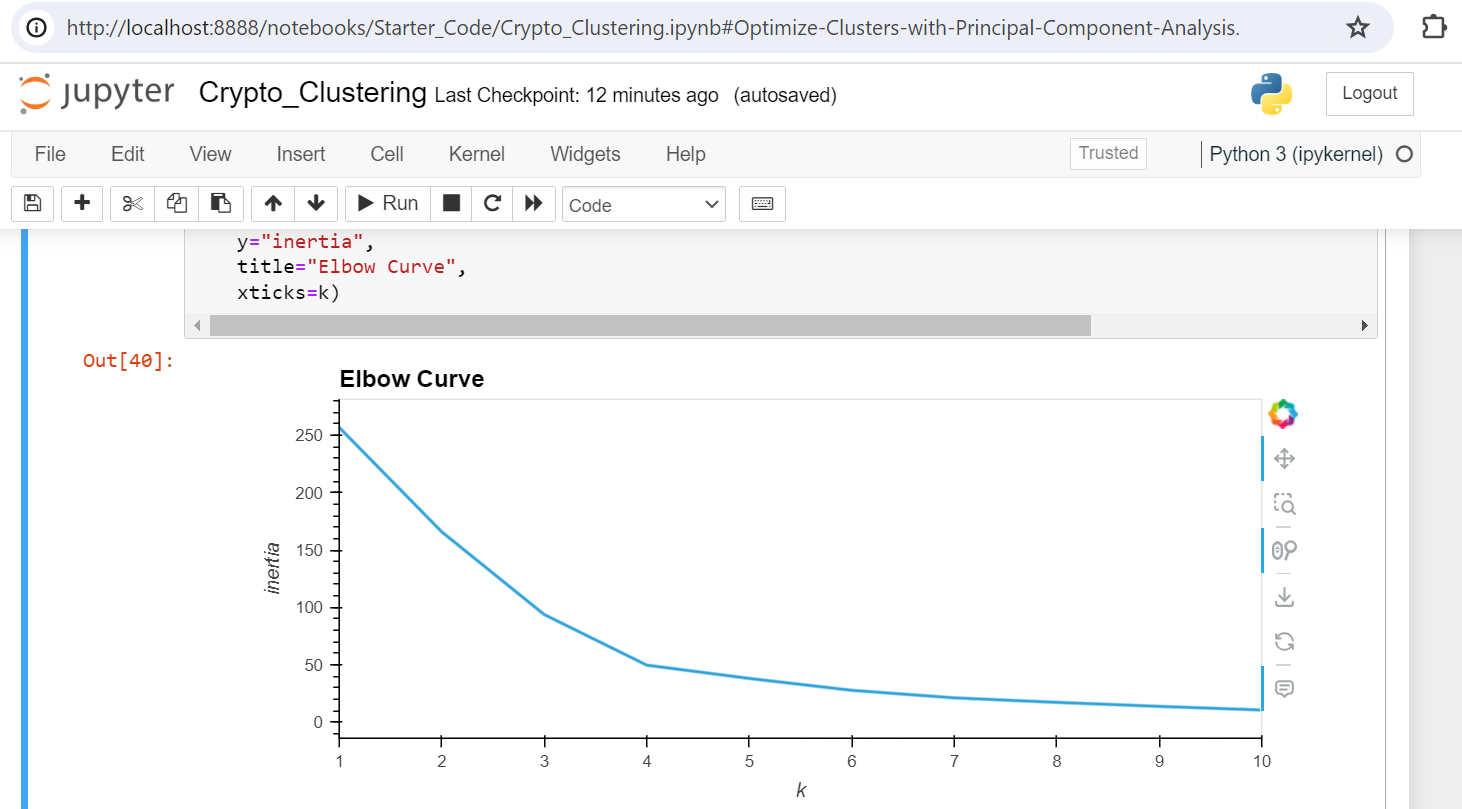 http://localhost:8888/notebooks/Starter_Code/Crypto_Clustering.ipynb#Optimize-Clusters-with-Principal-Component-Analysis.
jupyter Crypto_Clustering Last Checkpoint: 12 minutes ago (autosaved) Logout
File Edit View Insert Cell Kernel Widgets Help Trusted Python 3 (ipykernel)
Run Code
y="inertia",
title="Elbow Curve",
xticks=k)
Out[40]:
Elbow Curve
250
200
150
100
50
0
inertia
1 2 3 4 5 6 7 8 9 10
k